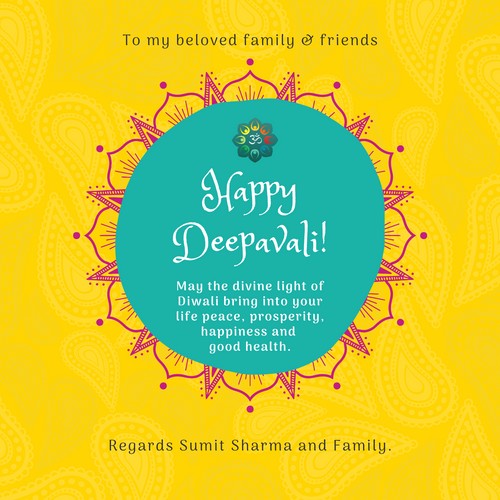 To my beloved family & friends
ॐ
Happy
Deepavali!
May the divine light of
Diwali bring into your
life peace, prosperity,
happiness and
good health.
Regards Sumit Sharma and Family.